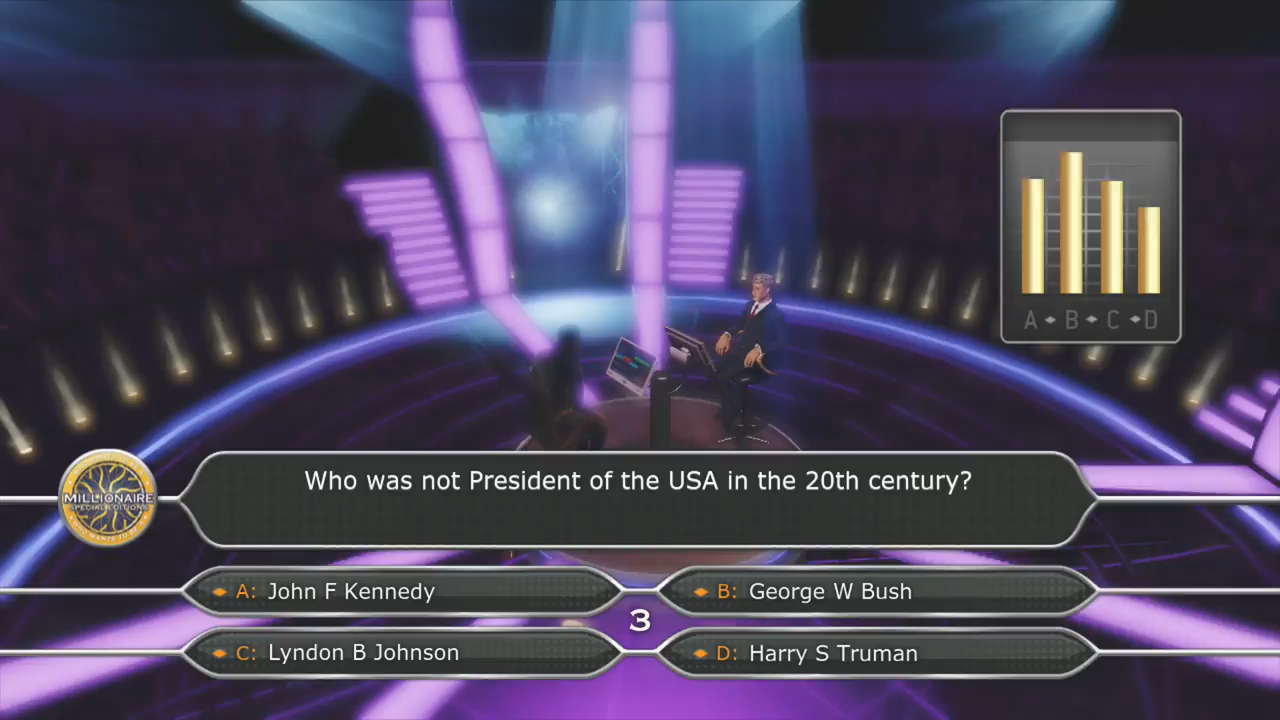 A B C D
Who was not President of the USA in the 20th century?
MILLIONAIRE
SPECIAL EDITIONS
A: John F Kennedy
B: George W Bush
3
C: Lyndon B Johnson
D: Harry S Truman